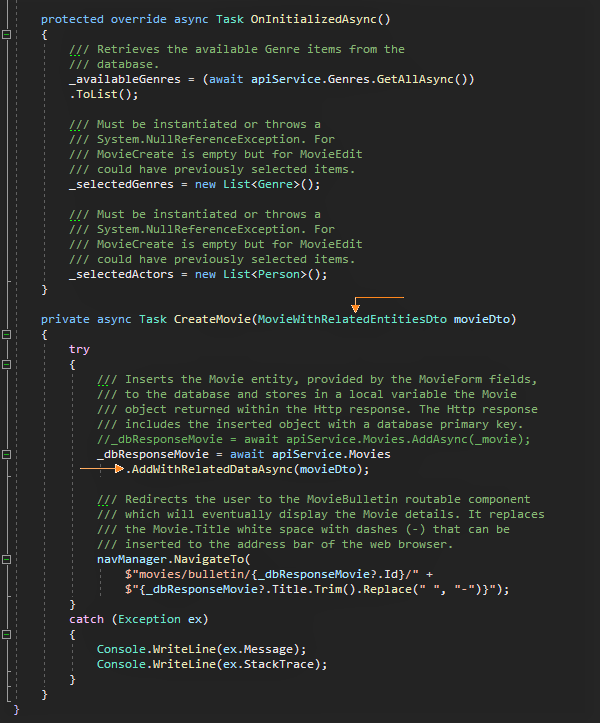 protected override async Task OnInitializedAsync()
{
/// Retrieves the available Genre items from the
/// database.
_availableGenres = (await apiService.Genres.GetAllAsync())
.ToList();
/// Must be instantiated or throws a
/// System.NullReferenceException. For
/// MovieCreate is empty but for MovieEdit
/// could have previously selected items.
_selectedGenres = new List<Genre>();
/// Must be instantiated or throws a
/// System.NullReferenceException. For
/// MovieCreate is empty but for MovieEdit
/// could have previously selected items.
_selectedActors = new List<Person>();
}
private async Task CreateMovie(MovieWithRelatedEntitiesDto movieDto)
{
try
{
/// Inserts the Movie entity, provided by the MovieForm fields,
/// to the database and stores in a local variable the Movie
/// object returned within the Http response. The Http response
/// includes the inserted object with a database primary key.
//_dbResponseMovie = await apiService.Movies.AddAsync(_movie);
_dbResponseMovie = await apiService.Movies
.AddWithRelatedDataAsync(movieDto);
/// Redirects the user to the MovieBulletin routable component
/// which will eventually display the Movie details. It replaces
/// the Movie.Title white space with dashes (-) that can be
/// inserted to the address bar of the web browser.
navManager.NavigateTo(
$"movies/bulletin/{_dbResponseMovie?.Id}/" +
$"{_dbResponseMovie?.Title.Trim().Replace(" ", "-")}");
}
catch (Exception ex)
{
Console.WriteLine(ex.Message);
Console.WriteLine(ex.StackTrace);
}
}
}